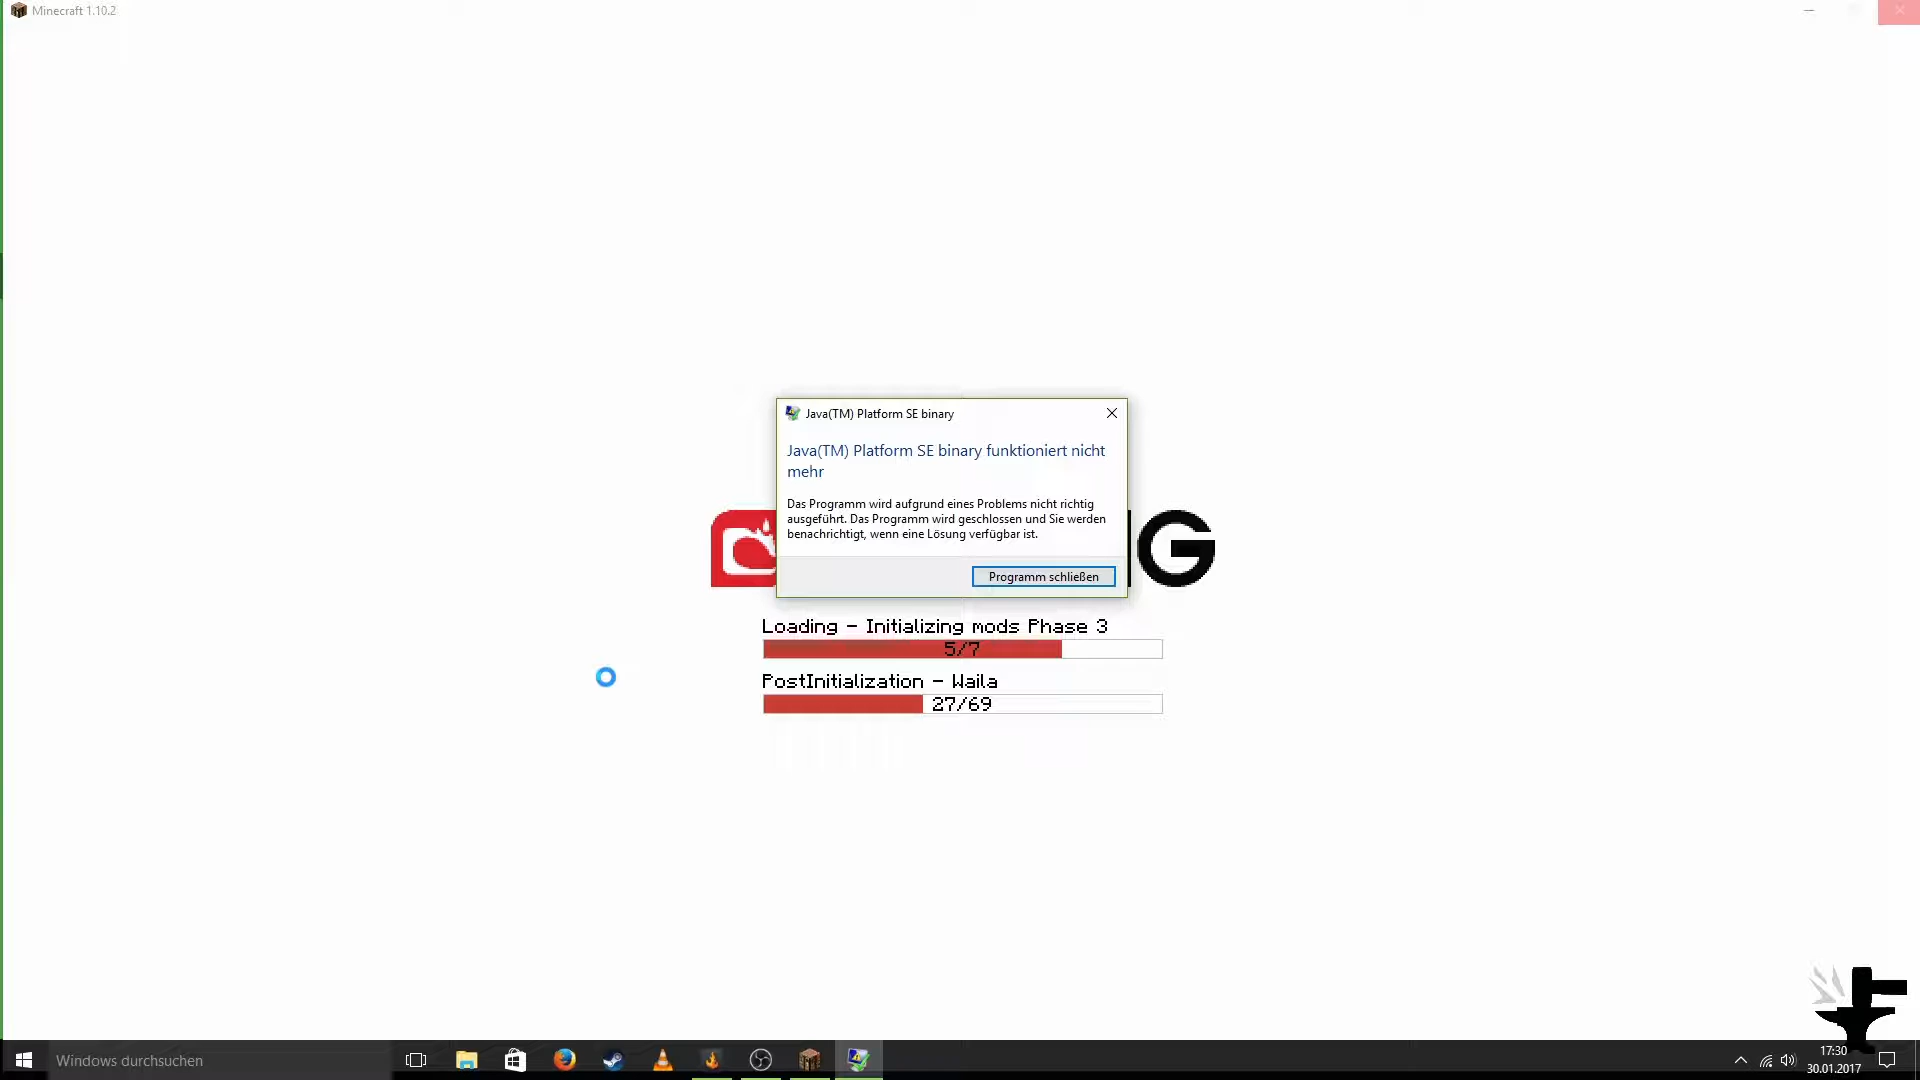 Minecraft 1.10.2
Java(TM) Platform SE binary
Java(TM) Platform SE binary funktioniert nicht
mehr
Das Programm wird aufgrund eines Problems nicht richtig
ausgeführt. Das Programm wird geschlossen und Sie werden
benachrichtigt, wenn eine Lösung verfügbar ist.
Programm schließen
G
Loading - Initializing mods Phase 3
5/7
PostInitialization - Waila
27/69
Windows durchsuchen
17:30
30.01.2017